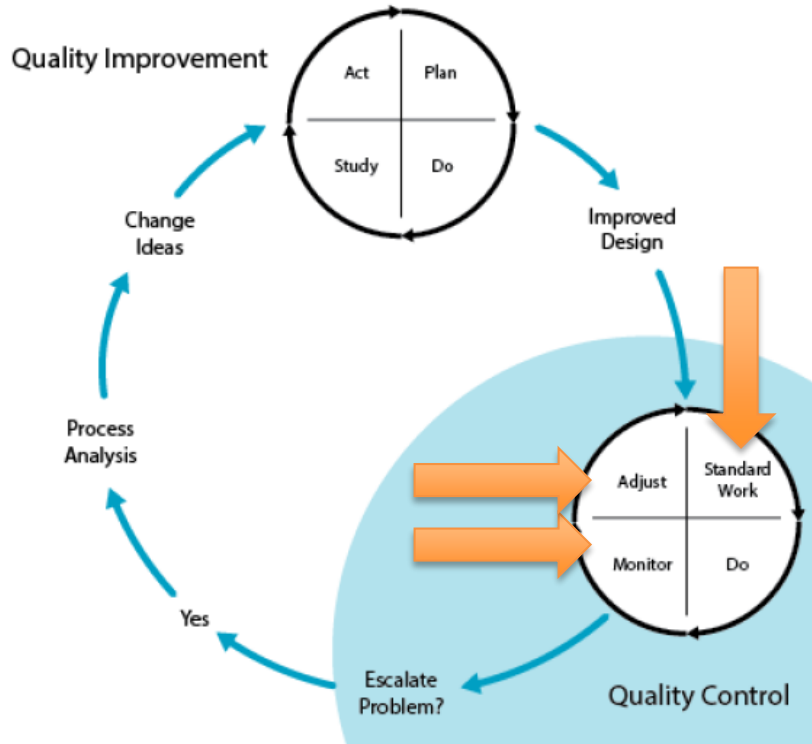 Quality Improvement
Act
Plan
Study
Do
Improved
Design
Standard
Work
Adjust
Monitor
Do
Quality Control
Escalate
Problem?
Yes
Process
Analysis
Change
Ideas